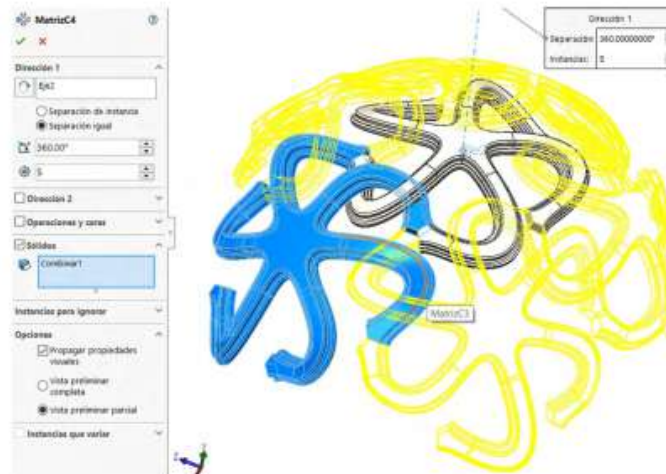 MatrizC4
Dirección 1
Eje2
Separación de instancia
Separación igual
360.00°
5
Dirección 2
Operaciones y caras
Sólidos
Combinar1
Instancias para ignorar
Opciones
Propagar propiedades
visuales
Vista preliminar
completa
Vista preliminar parcial
Instancias que variar
Dirección 1
Separación: 360.00000000°
Instancias: 5
MatrizC3